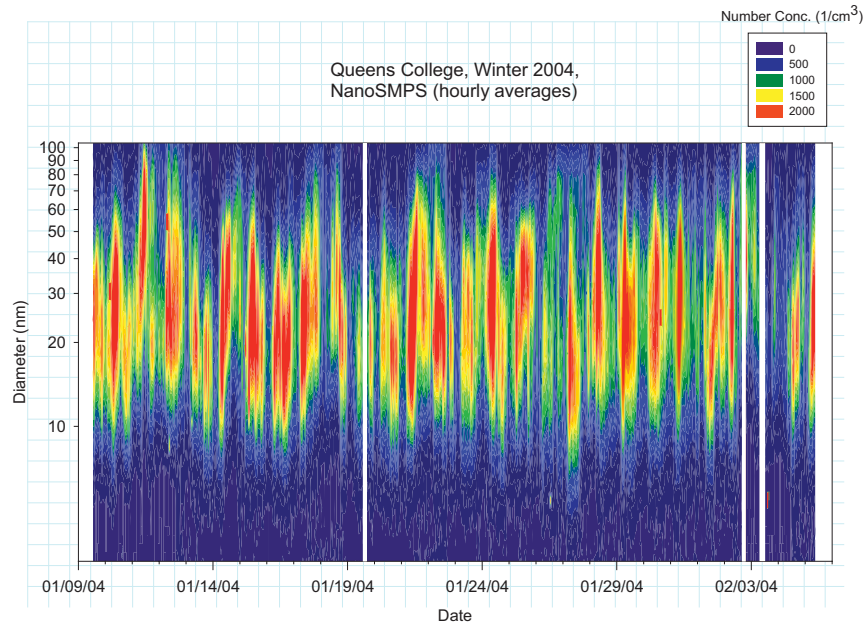 Number Conc. (1/cm³)
0
500
1000
1500
2000
Queens College, Winter 2004,
NanoSMPS (hourly averages)
100
90
80
70
60
50
40
30
20
10
Diameter (nm)
01/09/04 01/14/04 01/19/04 01/24/04 01/29/04 02/03/04
Date